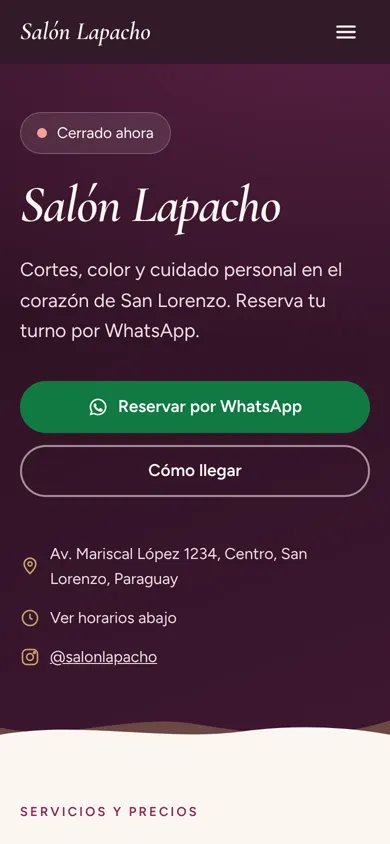 Salón Lapacho
Cerrado ahora
Salón Lapacho
Cortes, color y cuidado personal en el
corazón de San Lorenzo. Reserva tu
turno por WhatsApp.
Reservar por WhatsApp
Cómo llegar
Av. Mariscal López 1234, Centro, San
Lorenzo, Paraguay
Ver horarios abajo
@salonlapacho
SERVICIOS Y PRECIOS